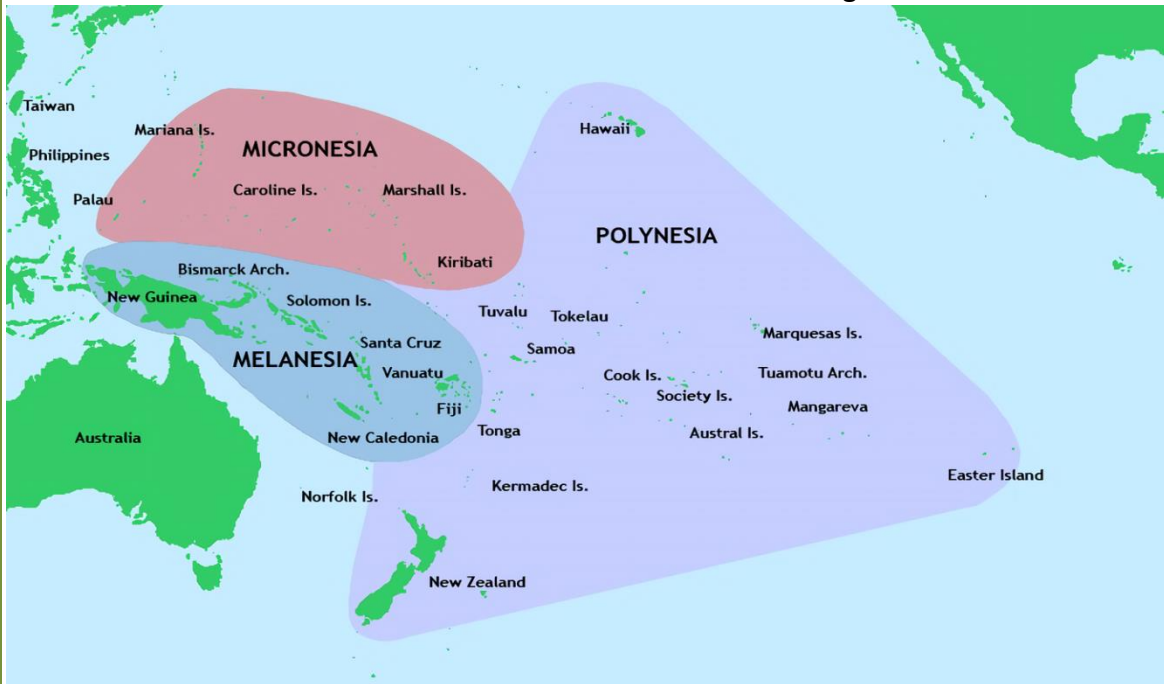 Taiwan
Mariana Is.
Hawaii
MICRONESIA
Philippines
Caroline Is.
Marshall Is.
Palau
POLYNESIA
Kiribati
Bismarck Arch.
New Guinea
Solomon Is.
Tuvalu
Tokelau
Marquesas Is.
Santa Cruz
Samoa
MELANESIA
Vanuatu
Cook Is.
Tuamotu Arch.
Society Is.
Fiji
Mangareva
Australia
New Caledonia
Tonga
Austral Is.
Easter Island
Norfolk Is.
Kermadec Is.
New Zealand